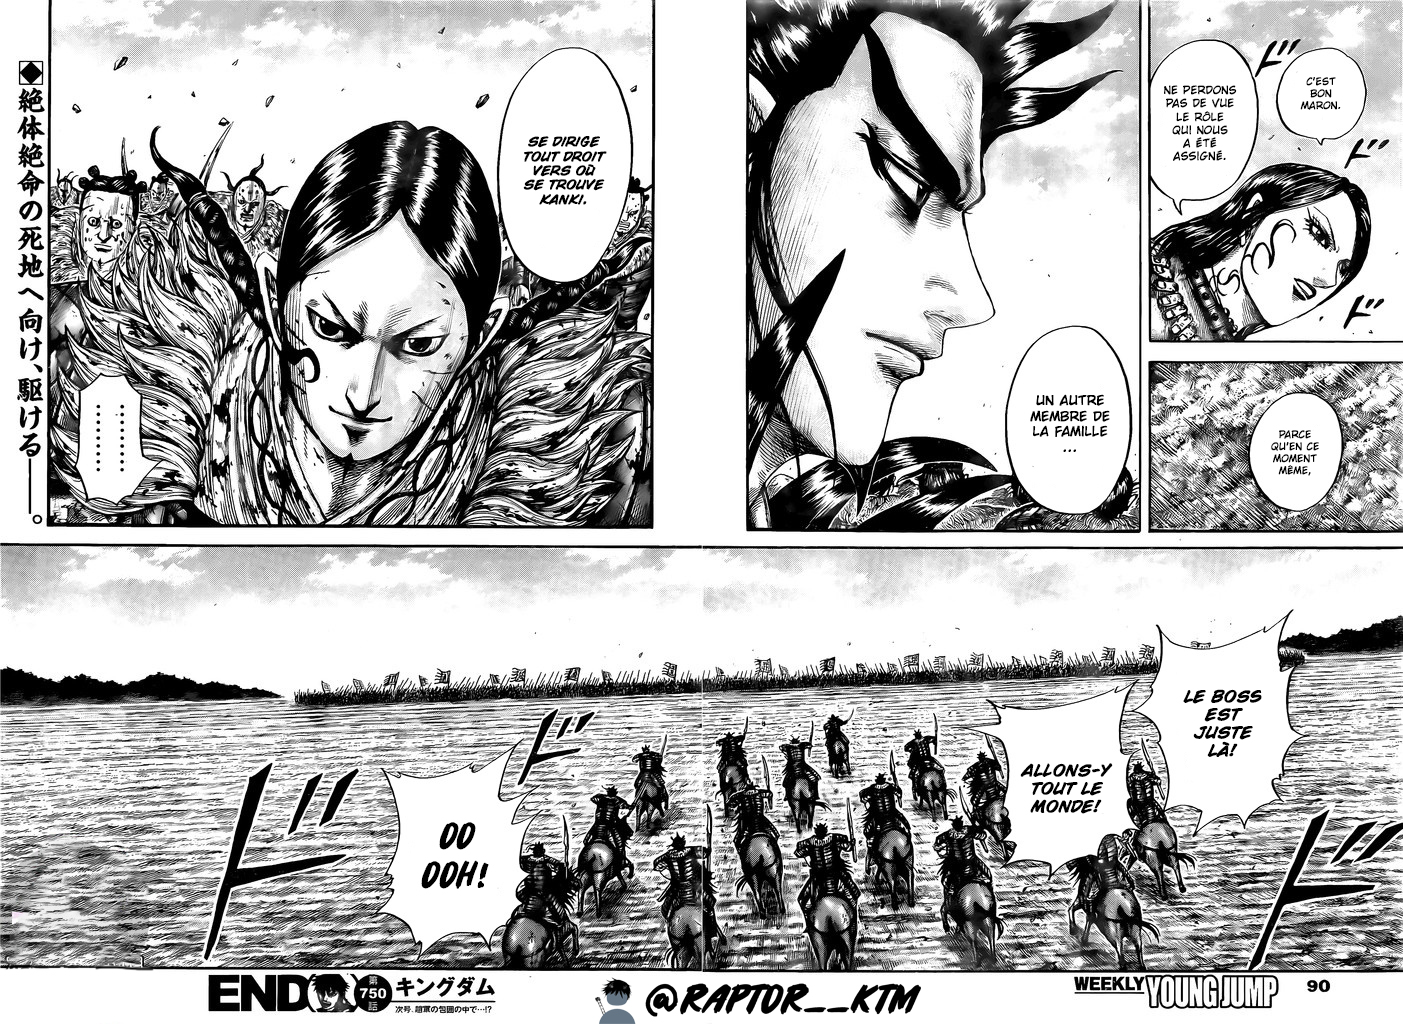 C'EST
BON
MARON.
NE PERDONS
PAS DE VUE
LE RÔLE
QUI NOUS
A ÉTÉ
ASSIGNÉ.
PARCE
QU'EN CE
MOMENT
MÊME,
UN AUTRE
MEMBRE DE
LA FAMILLE
...
SE DIRIGE
TOUT DROIT
VERS OÙ
SE TROUVE
KANKI.
………
………
◆絶体絶命の死地へ向け、駆ける――。
LE BOSS
EST
JUSTE
LÀ!
ALLONS-Y
TOUT LE
MONDE!
OO
OOH!
ド
ド
ド
ド
ド
ド
END
第
750
話
キングダム
次号、趙軍の包囲の中で…!?
@RAPTOR__KTM
WEEKLY YOUNG JUMP
90